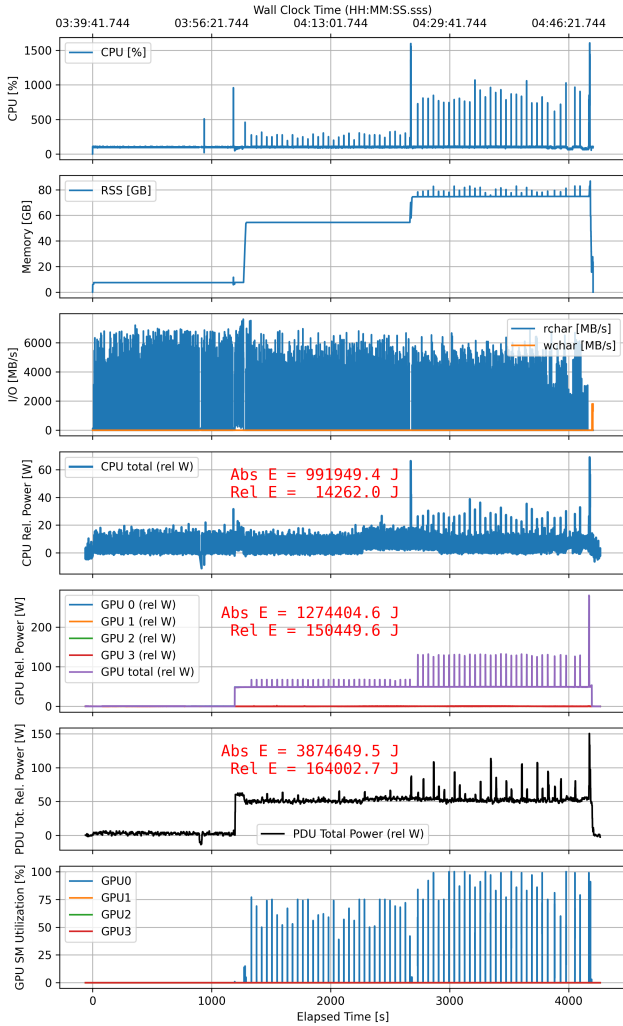 Wall Clock Time (HH:MM:SS.sss)
03:39:41.744 03:56:21.744 04:13:01.744 04:29:41.744 04:46:21.744
CPU [%]
1500
1000
500
0
CPU [%]
RSS [GB]
80
60
40
20
0
Memory [GB]
rchar [MB/s]
wchar [MB/s]
6000
4000
2000
0
I/O [MB/s]
CPU total (rel W)
Abs E = 991949.4 J
Rel E = 14262.0 J
60
40
20
0
CPU Rel. Power [W]
GPU 0 (rel W)
GPU 1 (rel W)
GPU 2 (rel W)
GPU 3 (rel W)
GPU total (rel W)
Abs E = 1274404.6 J
Rel E = 150449.6 J
200
100
0
GPU Rel. Power [W]
Abs E = 3874649.5 J
Rel E = 164002.7 J
PDU Total Power (rel W)
150
100
50
0
PDU Tot. Rel. Power [W]
GPU0
GPU1
GPU2
GPU3
100
75
50
25
0
GPU SM Utilization [%]
0 1000 2000 3000 4000
Elapsed Time [s]